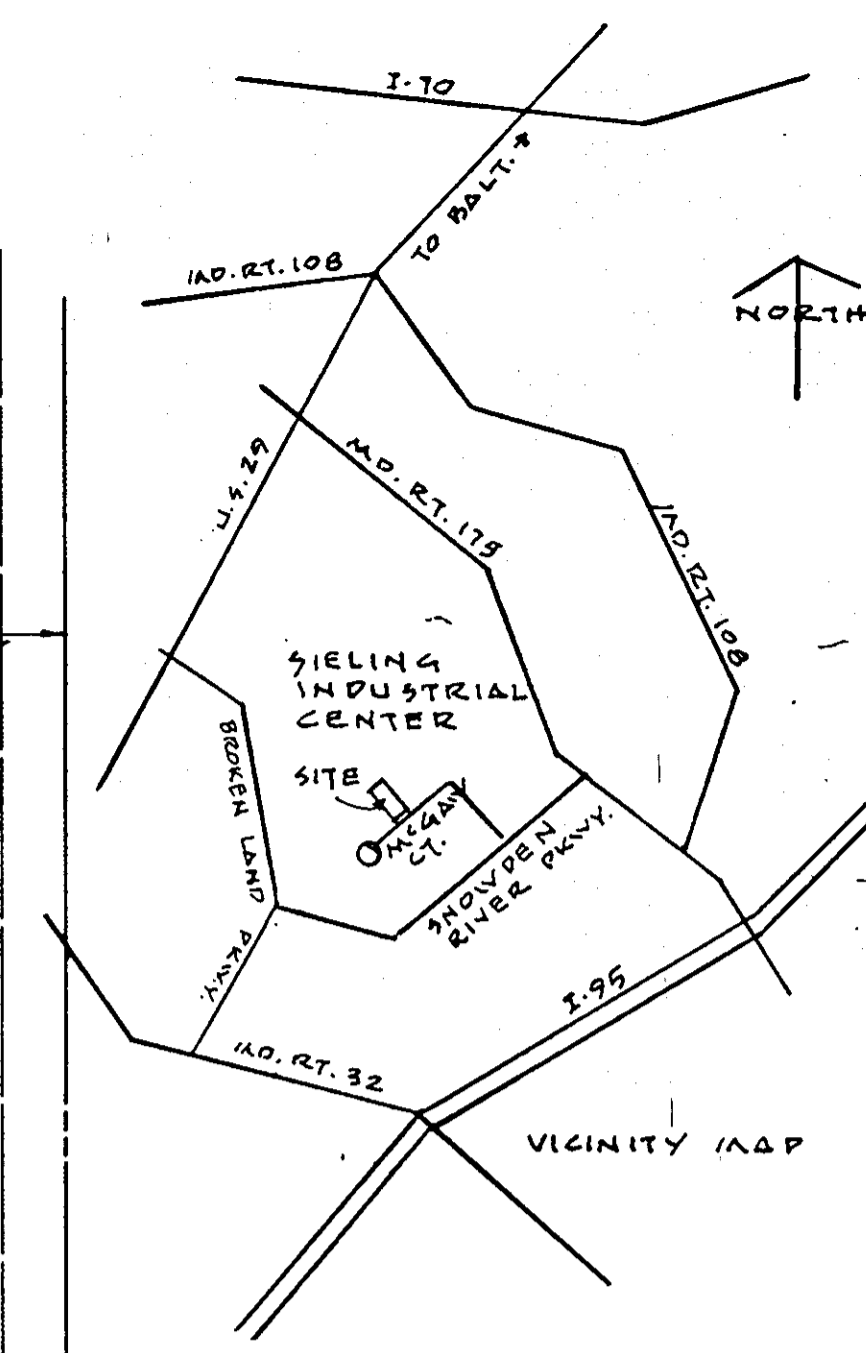 I-70
TO BALT.
MD. RT. 108
NORTH
U.S. 29
MD. RT. 175
MD. RT. 108
SIELING
INDUSTRIAL
CENTER
BROKEN LAND
PKWY.
SITE
McGAW
CT.
SNOWDEN
RIVER PKWY.
I-95
MD. RT. 32
VICINITY MAP